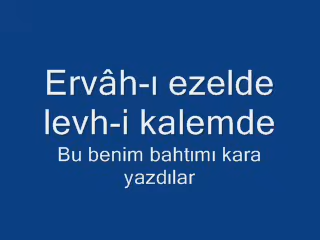 Ervâh-ı ezelde
levh-i kalemde
Bu benim bahtımı kara
yazdılar